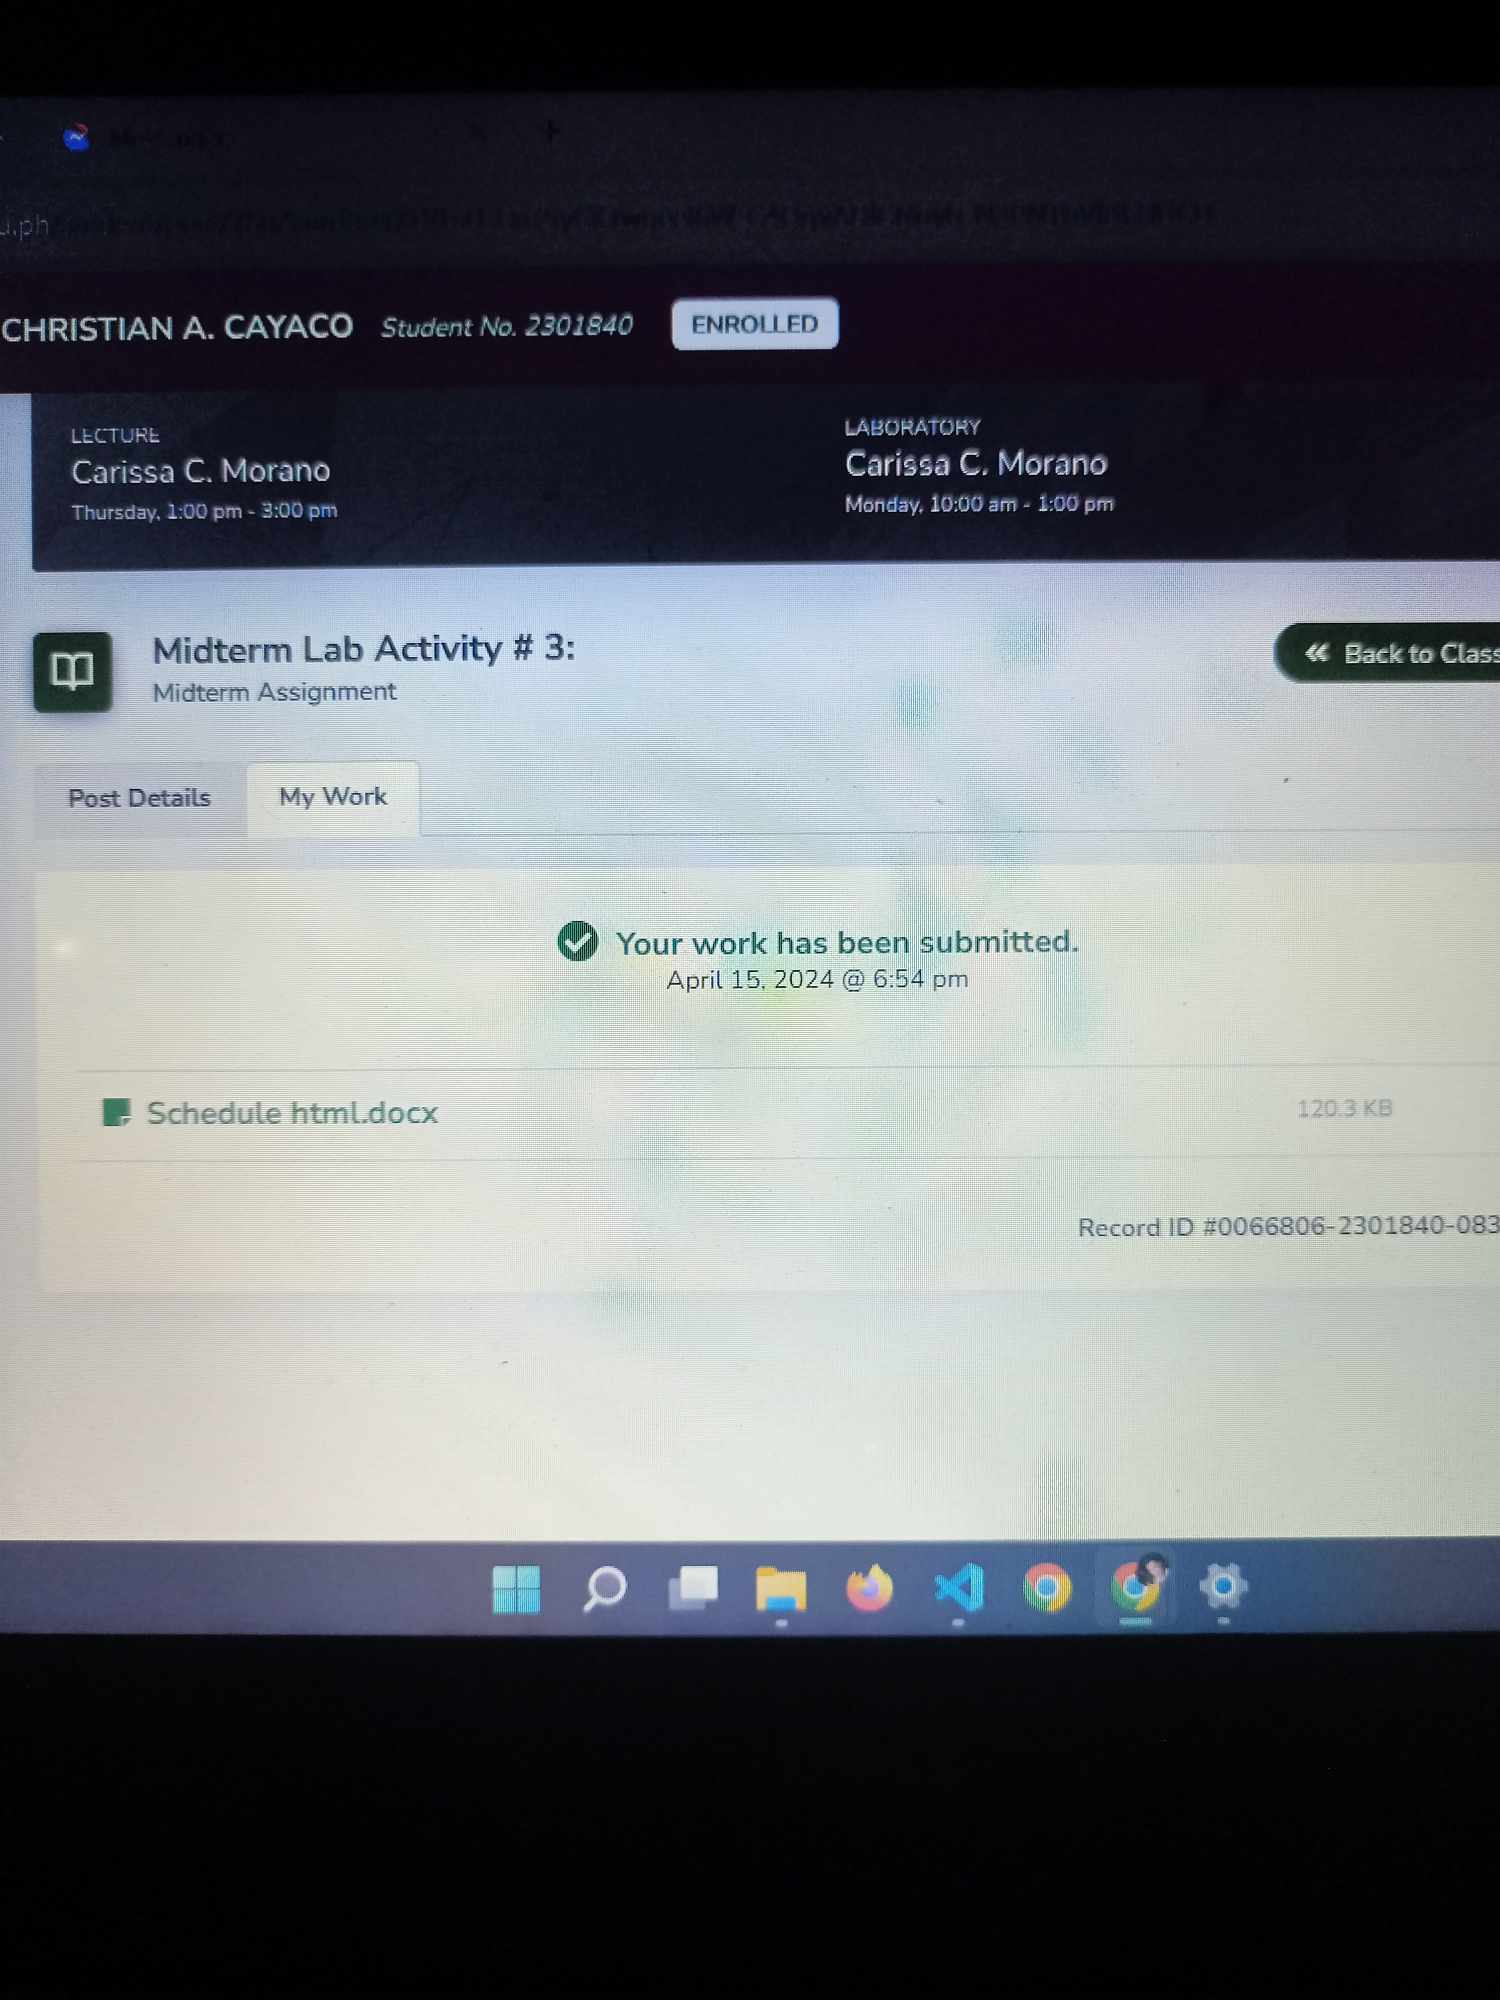 u.ph
CHRISTIAN A. CAYACO Student No. 2301840 ENROLLED
LECTURE
Carissa C. Morano
Thursday, 1:00 pm - 3:00 pm
LABORATORY
Carissa C. Morano
Monday, 10:00 am - 1:00 pm
Midterm Lab Activity # 3:
Midterm Assignment
Back to Class
Post Details
My Work
Your work has been submitted.
April 15, 2024 @ 6:54 pm
Schedule html.docx
120.3 KB
Record ID #0066806-2301840-083